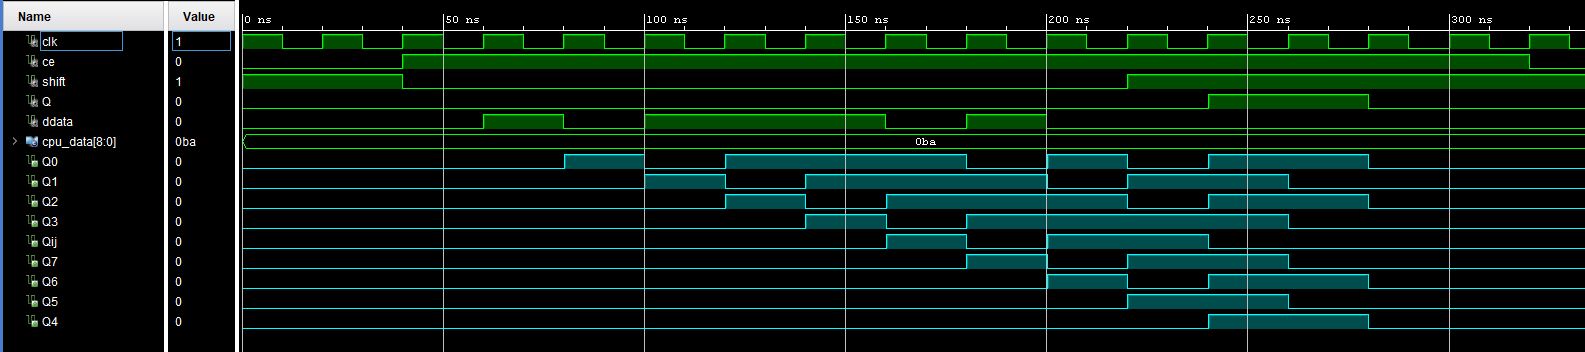 Name Value 0 ns 50 ns 100 ns 150 ns 200 ns 250 ns 300 ns
clk 1
ce 0
shift 1
Q 0
ddata 0
cpu_data[8:0] 0ba 0ba
Q0 0
Q1 0
Q2 0
Q3 0
Qij 0
Q7 0
Q6 0
Q5 0
Q4 0